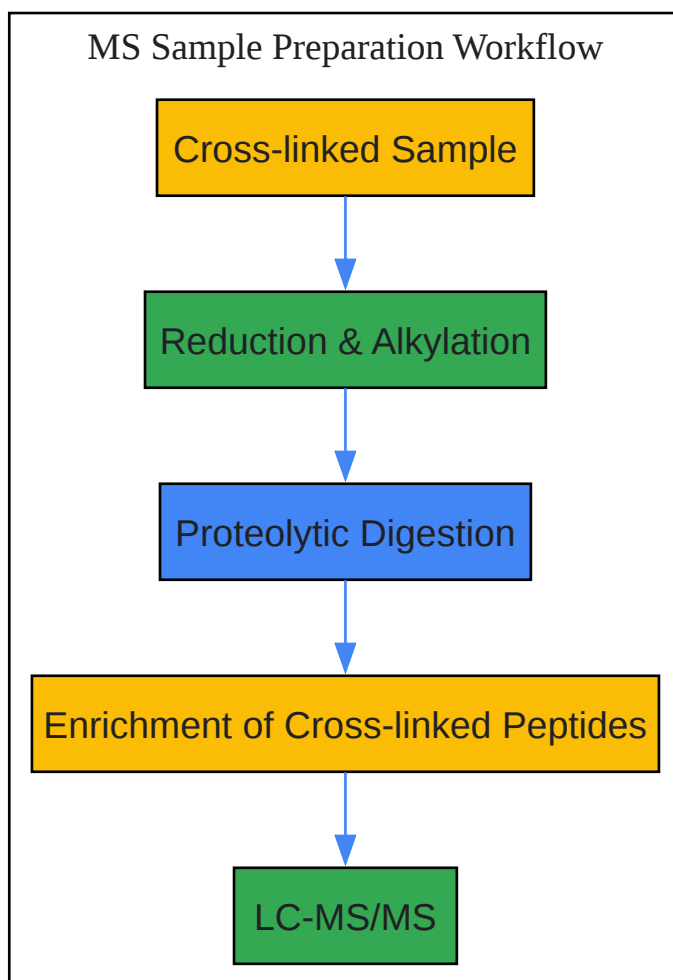 MS Sample Preparation Workflow
Cross-linked Sample
Reduction & Alkylation
Proteolytic Digestion
Enrichment of Cross-linked Peptides
LC-MS/MS